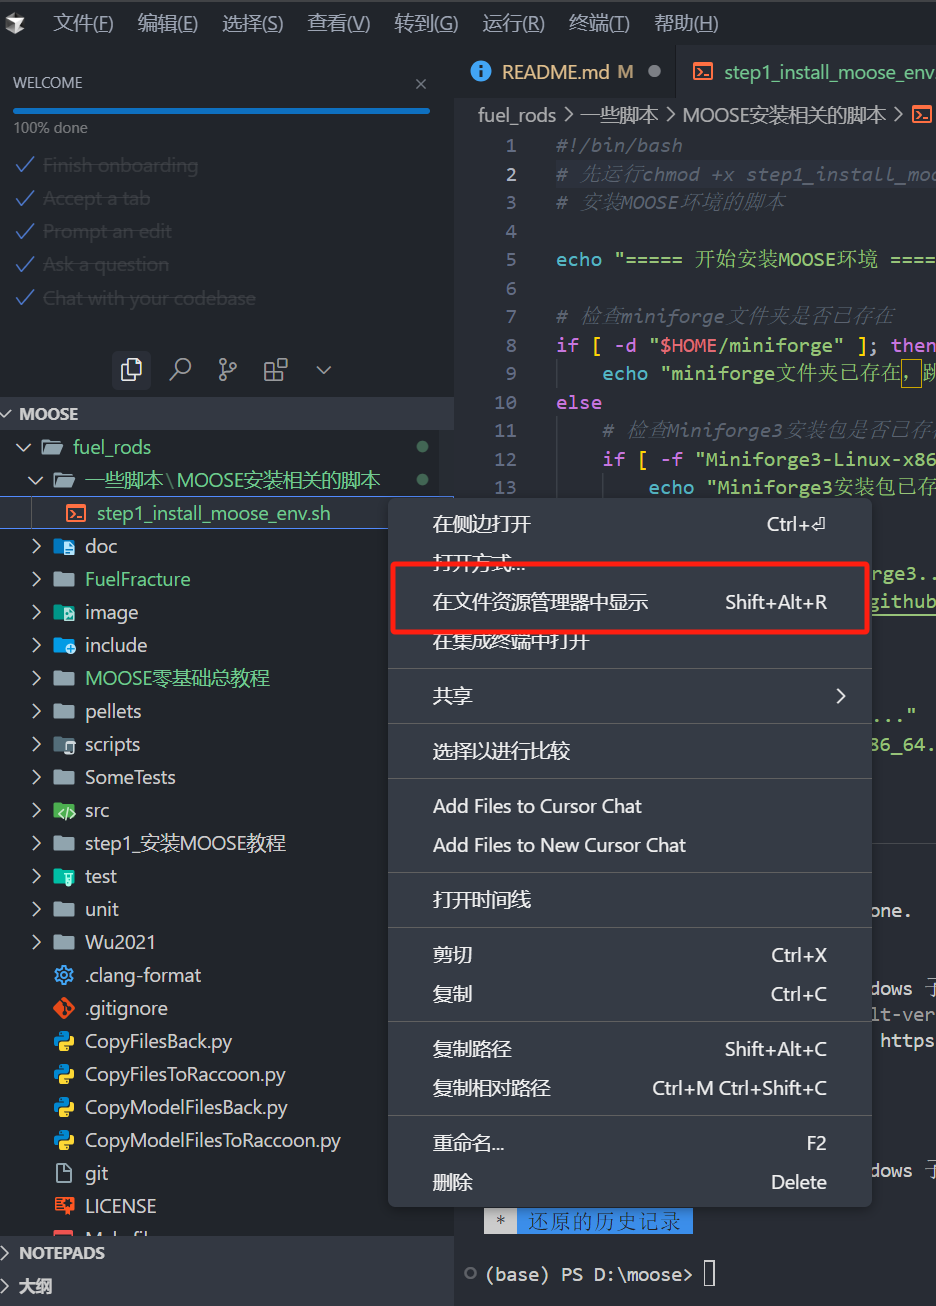 文件(F) 编辑(E) 选择(S) 查看(V) 转到(G) 运行(R) 终端(T) 帮助(H)
WELCOME
100% done
Finish onboarding
Accept a tab
Prompt an edit
Ask a question
Chat with your codebase
MOOSE
fuel_rods
一些脚本\MOOSE安装相关的脚本
step1_install_moose_env.sh
doc
FuelFracture
image
include
MOOSE零基础总教程
pellets
scripts
SomeTests
src
step1_安装MOOSE教程
test
unit
Wu2021
.clang-format
.gitignore
CopyFilesBack.py
CopyFilesToRaccoon.py
CopyModelFilesBack.py
CopyModelFilesToRaccoon.py
git
LICENSE
NOTEPADS
大纲
README.md M step1_install_moose_env.
fuel_rods > 一些脚本 > MOOSE安装相关的脚本 >
1 #!/bin/bash
2 # 先运行chmod +x step1_install_moo
3 # 安装MOOSE环境的脚本
4
5 echo "===== 开始安装MOOSE环境 ====
6
7 # 检查miniforge文件夹是否已存在
8 if [ -d "$HOME/miniforge" ]; then
9 echo "miniforge文件夹已存在，跳
10 else
11 # 检查Miniforge3安装包是否已存
12 if [ -f "Miniforge3-Linux-x86
13 echo "Miniforge3安装包已存
rge3..
github
..."
86_64.
在侧边打开 Ctrl+⏎
打开方式...
在文件资源管理器中显示 Shift+Alt+R
在集成终端中打开
共享
选择以进行比较
Add Files to Cursor Chat
Add Files to New Cursor Chat
打开时间线
剪切 Ctrl+X
复制 Ctrl+C
复制路径 Shift+Alt+C
复制相对路径 Ctrl+M Ctrl+Shift+C
重命名... F2
删除 Delete
one.
dows 子
lt-ver
https
dows 子
* 还原的历史记录
(base) PS D:\moose>